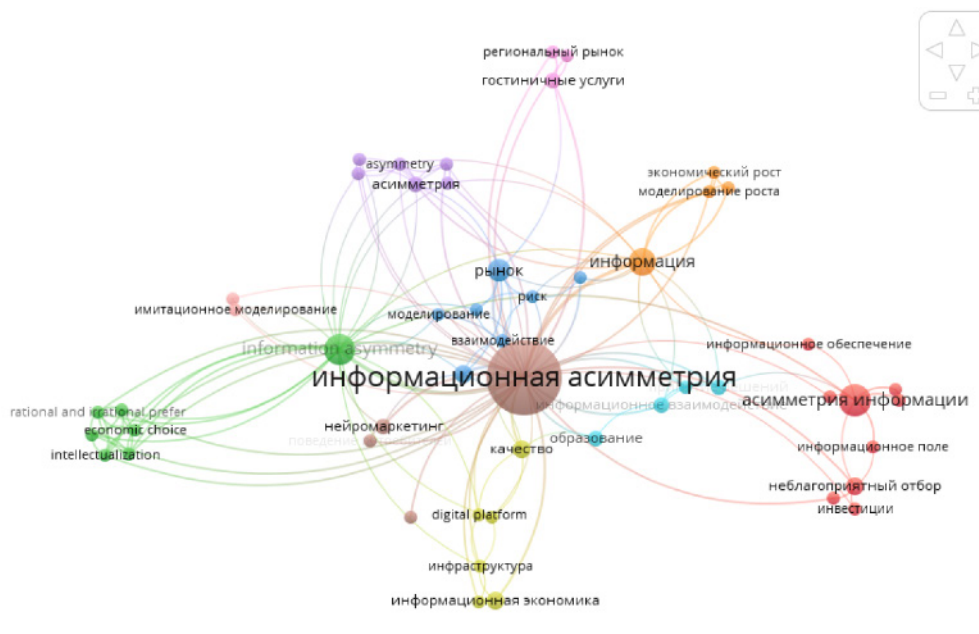 региональный рынок
гостиничные услуги
asymmetry
асимметрия
экономический рост
моделирование роста
информация
рынок
риск
имитационное моделирование
моделирование
взаимодействие
information asymmetry
информационное обеспечение
информационная асимметрия
асимметрия информации
информационное взаимодействие
rational and irrational prefer
economic choice
нейромаркетинг
поведение
образование
intellectualization
качество
информационное поле
неблагоприятный отбор
инвестиции
digital platform
инфраструктура
информационная экономика